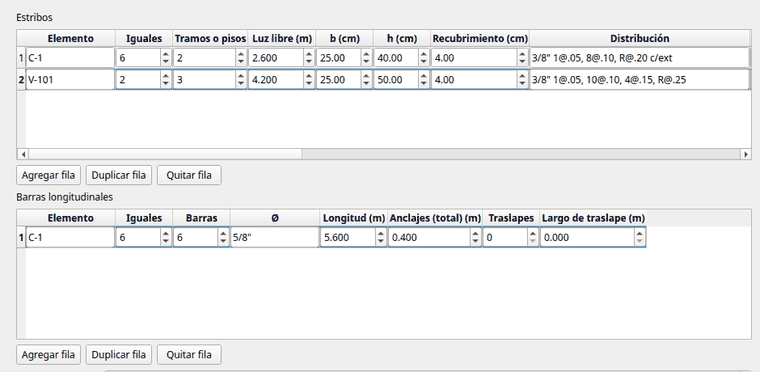 Estribos
Elemento Iguales Tramos o pisos Luz libre (m) b (cm) h (cm) Recubrimiento (cm) Distribución
1 C-1 6 2 2.600 25.00 40.00 4.00 3/8" 1@.05, 8@.10, R@.20 c/ext
2 V-101 2 3 4.200 25.00 50.00 4.00 3/8" 1@.05, 10@.10, 4@.15, R@.25
Agregar fila Duplicar fila Quitar fila
Barras longitudinales
Elemento Iguales Barras Ø Longitud (m) Anclajes (total) (m) Traslapes Largo de traslape (m)
1 C-1 6 6 5/8" 5.600 0.400 0 0.000
Agregar fila Duplicar fila Quitar fila